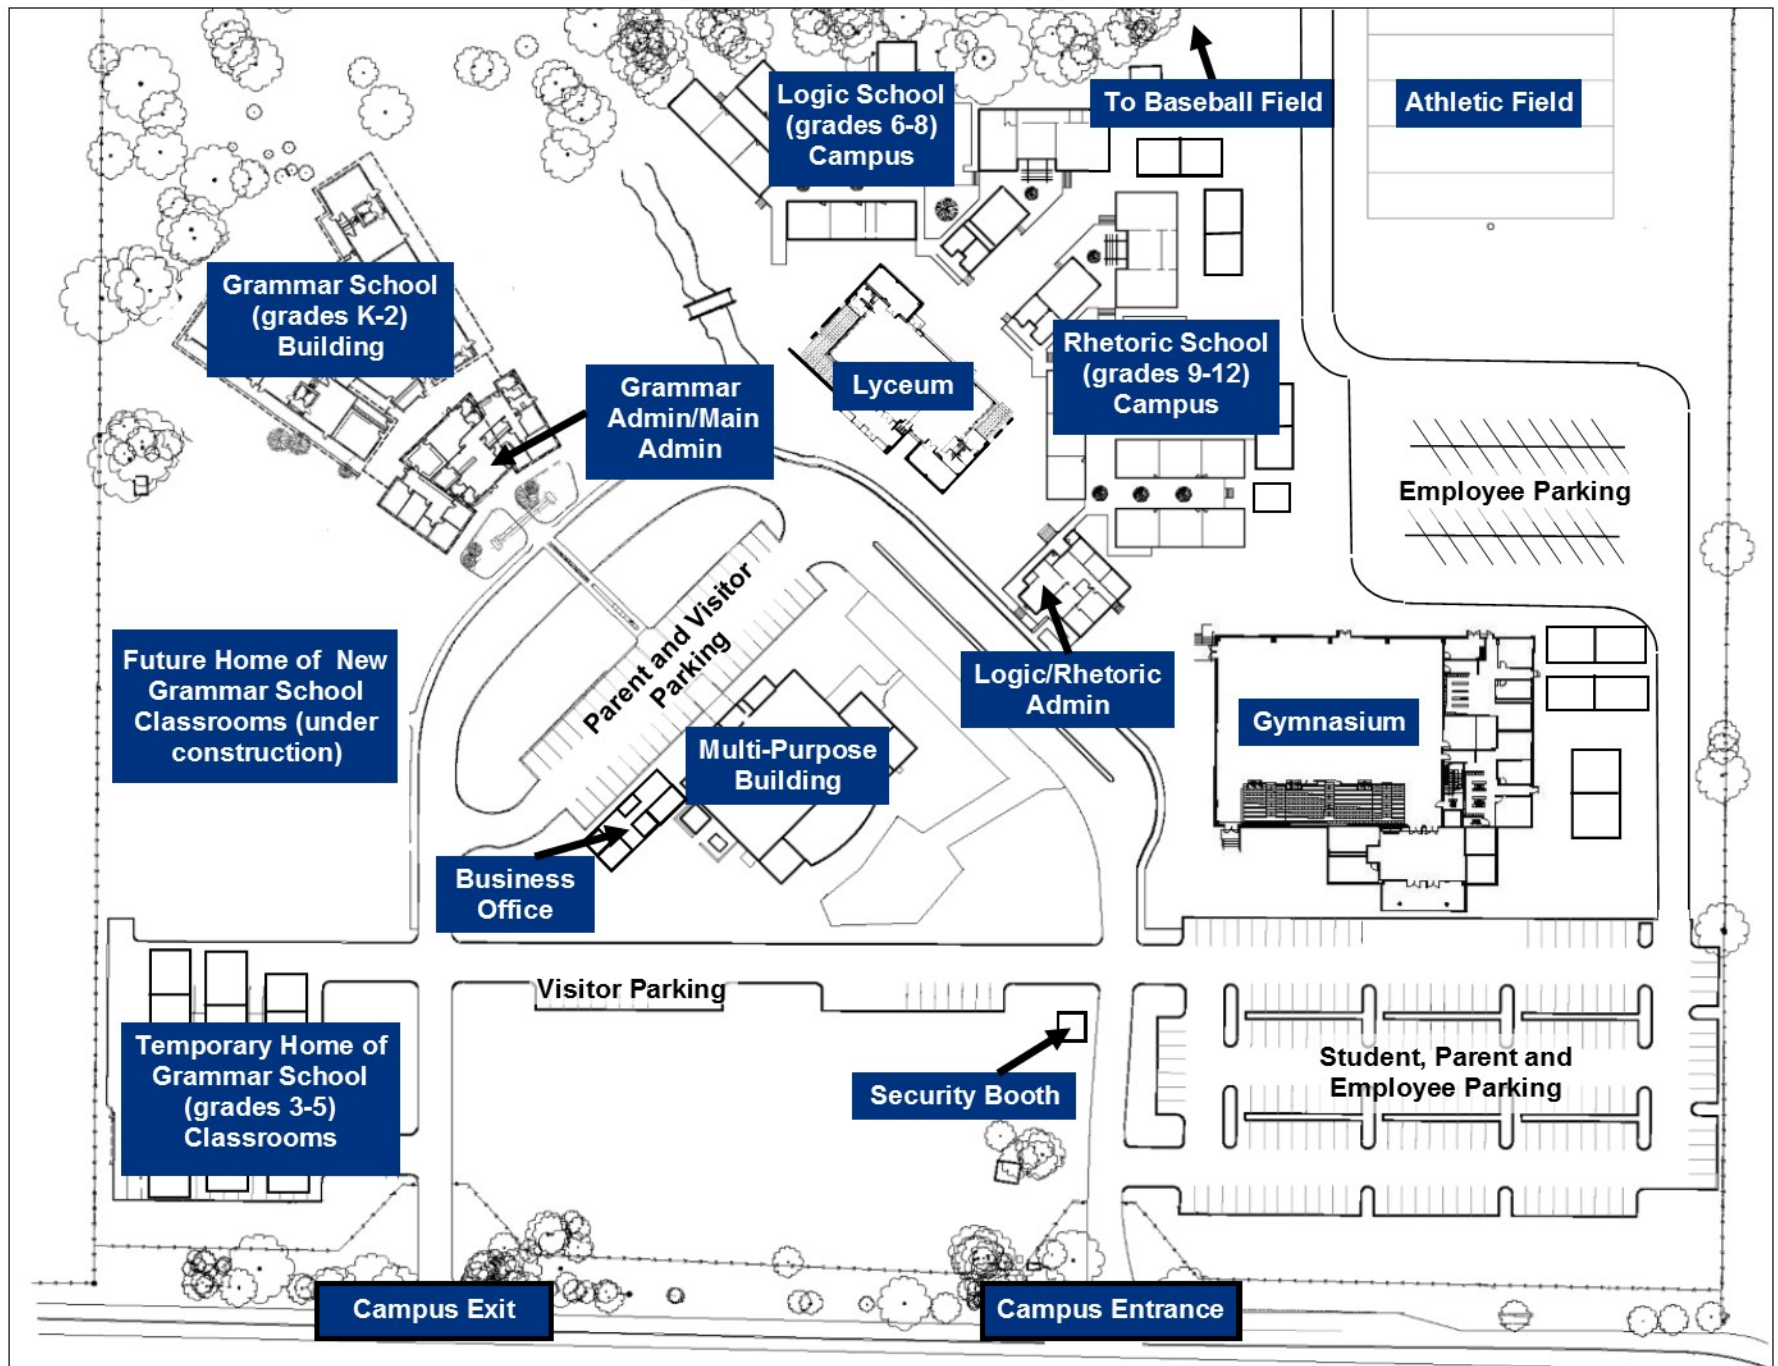 Logic School
(grades 6-8)
Campus
To Baseball Field
Athletic Field
Grammar School
(grades K-2)
Building
Grammar
Admin/Main
Admin
Lyceum
Rhetoric School
(grades 9-12)
Campus
Employee Parking
Parent and Visitor
Parking
Future Home of New
Grammar School
Classrooms (under
construction)
Logic/Rhetoric
Admin
Gymnasium
Multi-Purpose
Building
Business
Office
Visitor Parking
Temporary Home of
Grammar School
(grades 3-5)
Classrooms
Security Booth
Student, Parent and
Employee Parking
Campus Exit
Campus Entrance